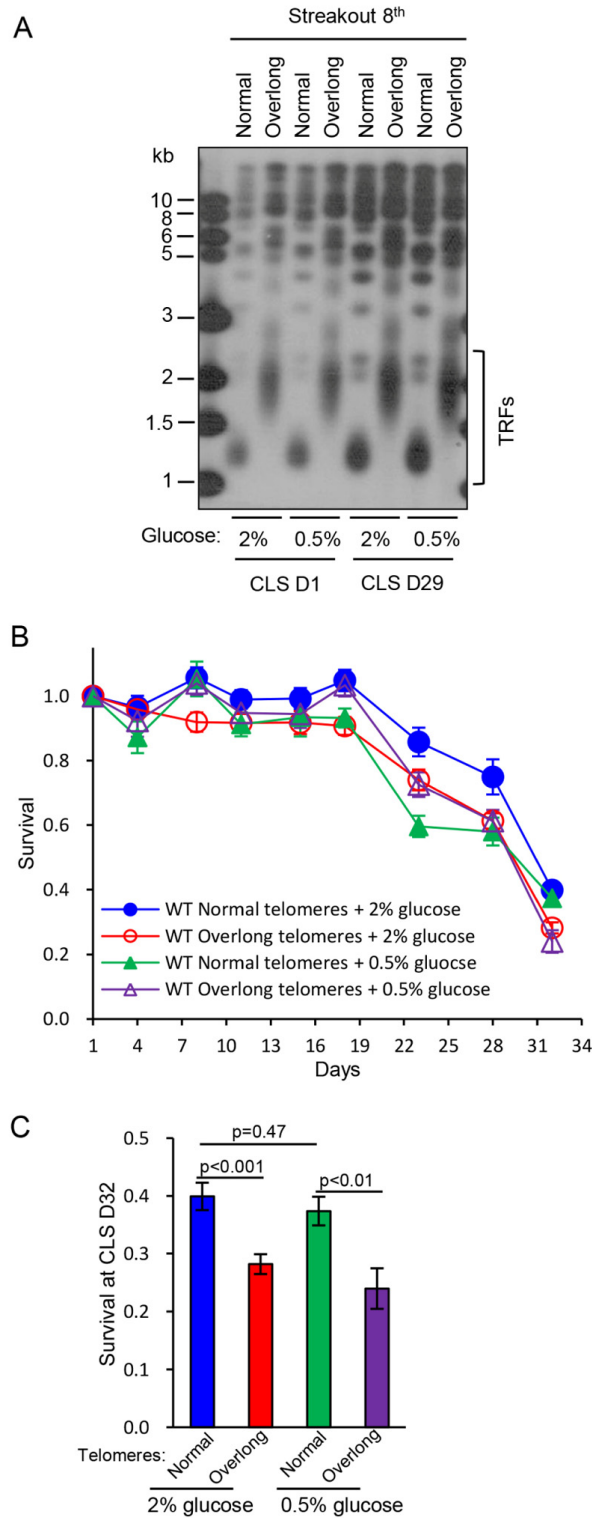 A
Streakout 8th
Normal Overlong Normal Overlong Normal Overlong Normal Overlong
kb
10
8
6
5
3
2
1.5
1
TRFs
Glucose: 2% 0.5% 2% 0.5%
CLS D1 CLS D29
B
Survival
1.0
0.8
0.6
0.4
0.2
0.0
WT Normal telomeres + 2% glucose
WT Overlong telomeres + 2% glucose
WT Normal telomeres + 0.5% gluocse
WT Overlong telomeres + 0.5% glucose
1 4 7 10 13 16 19 22 25 28 31 34
Days
C
Survival at CLS D32
0.5
0.4
0.3
0.2
0.1
0.0
p=0.47
p<0.001
p<0.01
Telomeres: Normal Overlong Normal Overlong
2% glucose 0.5% glucose